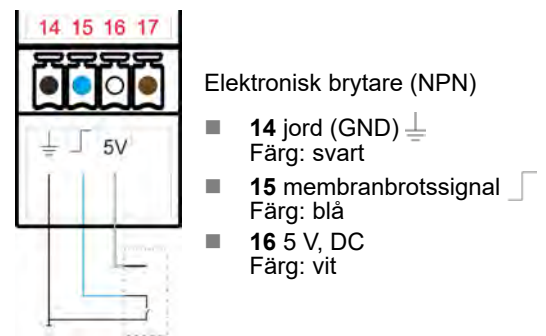 14 15 16 17
5V
Elektronisk brytare (NPN)
14 jord (GND)
Färg: svart
15 membranbrotssignal
Färg: blå
16 5 V, DC
Färg: vit